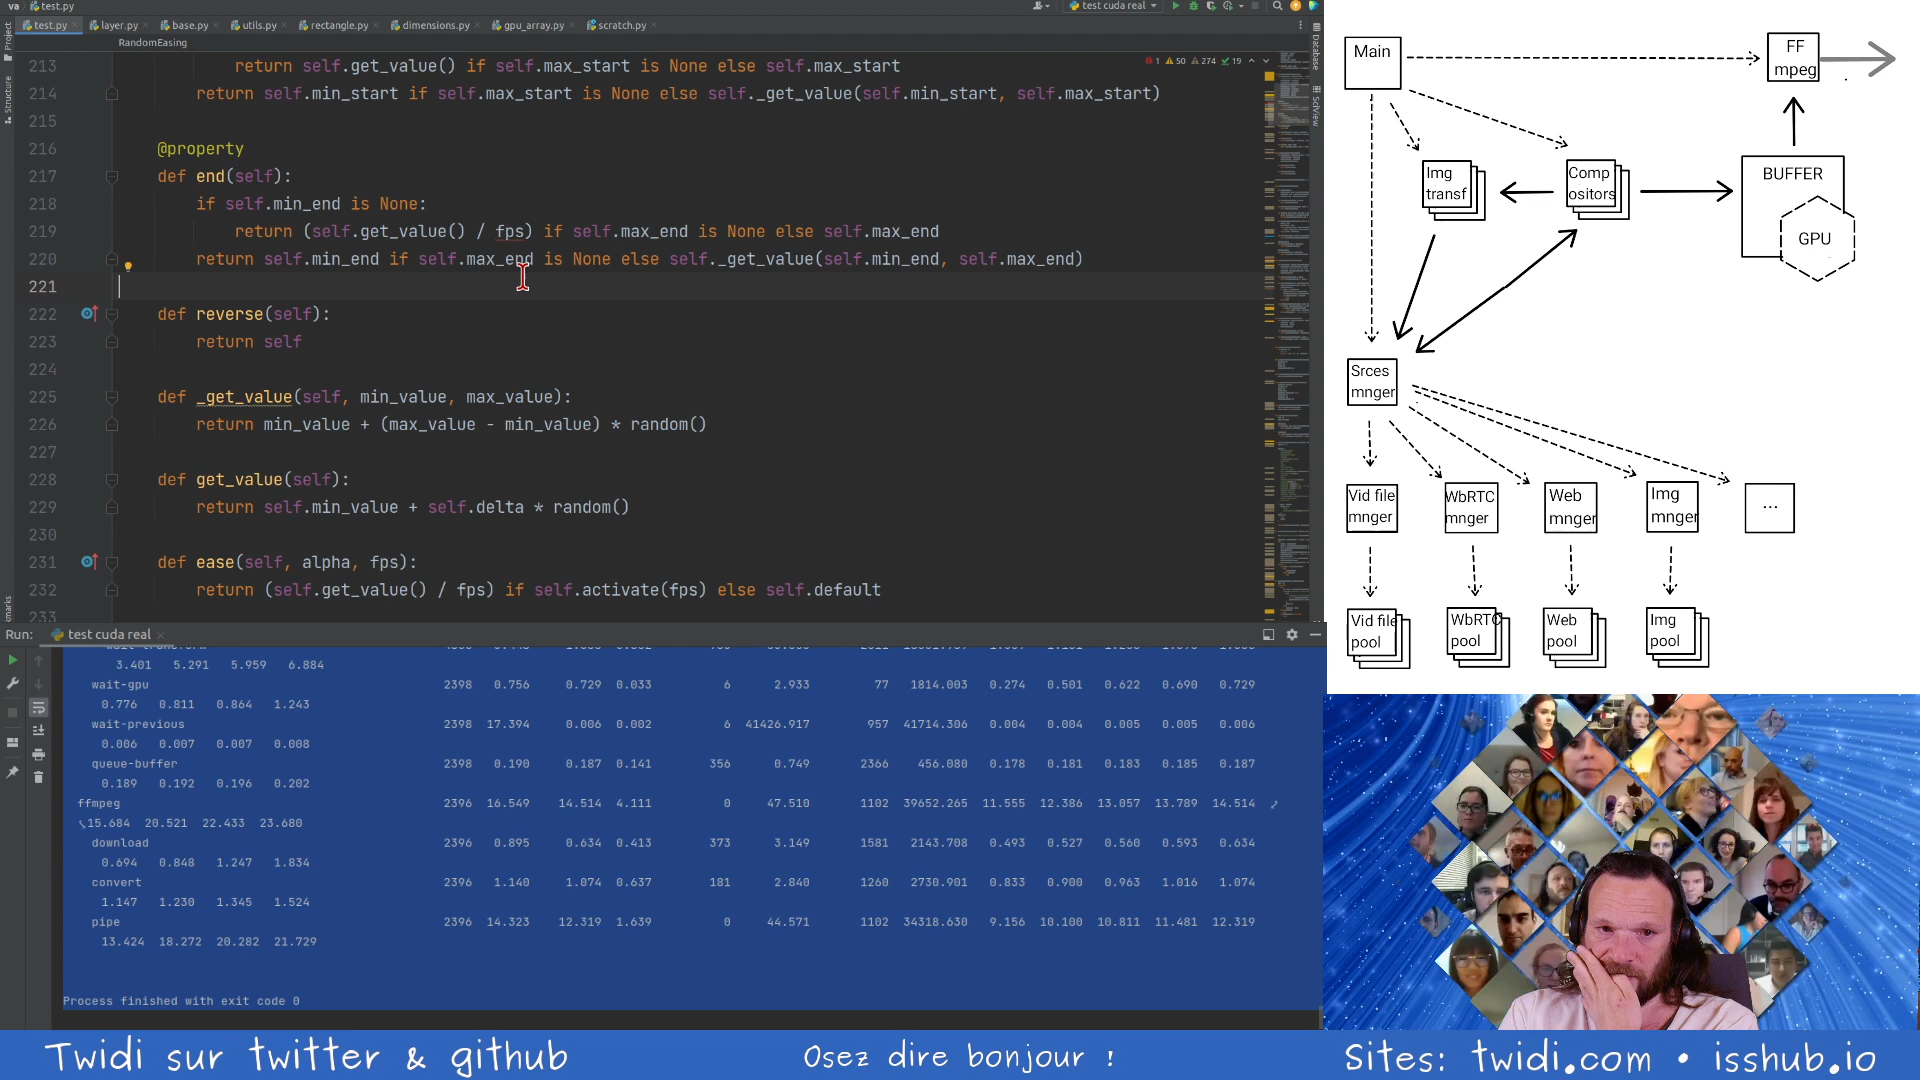 va test.py
test cuda real
test.py layer.py base.py utils.py rectangle.py dimensions.py gpu_array.py scratch.py
RandomEasing
Project
Structure
Database
SciView
1 50 274 19
213 return self.get_value() if self.max_start is None else self.max_start
214 return self.min_start if self.max_start is None else self._get_value(self.min_start, self.max_start)
215
216 @property
217 def end(self):
218 if self.min_end is None:
219 return (self.get_value() / fps) if self.max_end is None else self.max_end
220 return self.min_end if self.max_end is None else self._get_value(self.min_end, self.max_end)
221
222 def reverse(self):
223 return self
224
225 def _get_value(self, min_value, max_value):
226 return min_value + (max_value - min_value) * random()
227
228 def get_value(self):
229 return self.min_value + self.delta * random()
230
231 def ease(self, alpha, fps):
232 return (self.get_value() / fps) if self.activate(fps) else self.default
233
Run: test cuda real
3.401 5.291 5.959 6.884
wait-gpu 2398 0.756 0.729 0.033 6 2.933 77 1814.003 0.274 0.501 0.622 0.690 0.729
0.776 0.811 0.864 1.243
wait-previous 2398 17.394 0.006 0.002 6 41426.917 957 41714.306 0.004 0.004 0.005 0.005 0.006
0.006 0.007 0.007 0.008
queue-buffer 2398 0.190 0.187 0.141 356 0.749 2366 456.080 0.178 0.181 0.183 0.185 0.187
0.189 0.192 0.196 0.202
ffmpeg 2396 16.549 14.514 4.111 0 47.510 1102 39652.265 11.555 12.386 13.057 13.789 14.514
15.684 20.521 22.433 23.680
download 2396 0.895 0.634 0.413 373 3.149 1581 2143.708 0.493 0.527 0.560 0.593 0.634
0.694 0.848 1.247 1.834
convert 2396 1.140 1.074 0.637 181 2.840 1260 2730.901 0.833 0.900 0.963 1.016 1.074
1.147 1.230 1.345 1.524
pipe 2396 14.323 12.319 1.639 0 44.571 1102 34318.630 9.156 10.100 10.811 11.481 12.319
13.424 18.272 20.282 21.729
Process finished with exit code 0
Main
FF
mpeg
Img
transf
Comp
ositors
BUFFER
GPU
Srces
mnger
Vid file
mnger
WbRTC
mnger
Web
mnger
Img
mnger
...
Vid file
pool
WbRTC
pool
Web
pool
Img
pool
Twidi sur twitter & github
Osez dire bonjour !
Sites: twidi.com • isshub.io